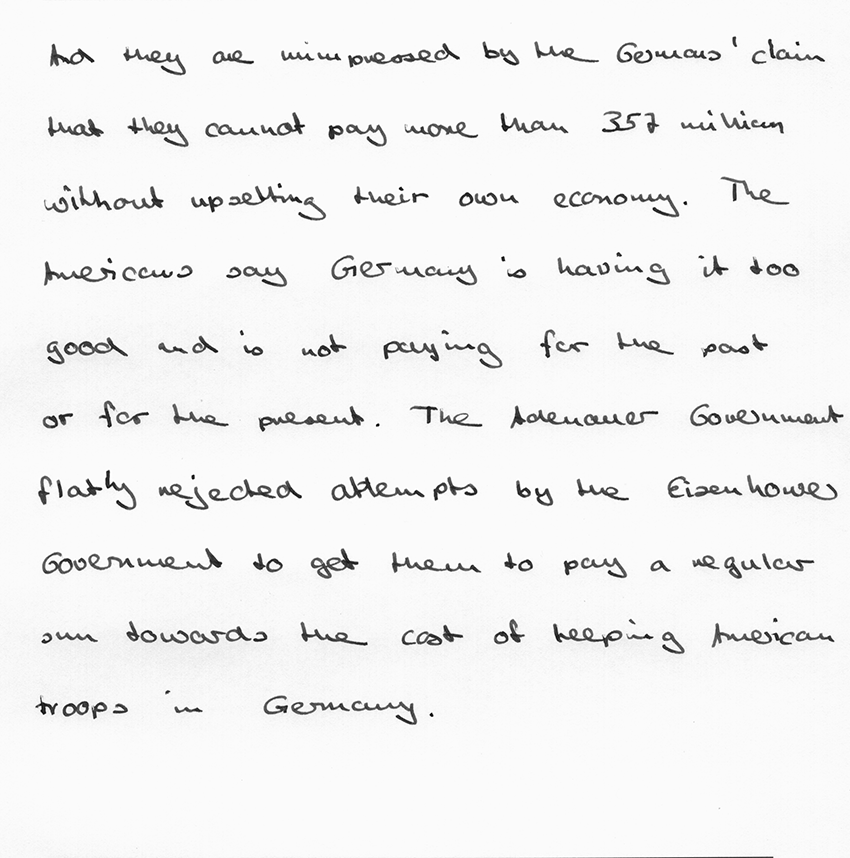 And they are unimpressed by the Germans' claim
that they cannot pay more than 357 million
without upsetting their own economy. The
Americans say Germany is having it too
good and is not paying for the past
or for the present. The Adenauer Government
flatly rejected attempts by the Eisenhower
Government to get them to pay a regular
sum towards the cost of keeping American
troops in Germany.